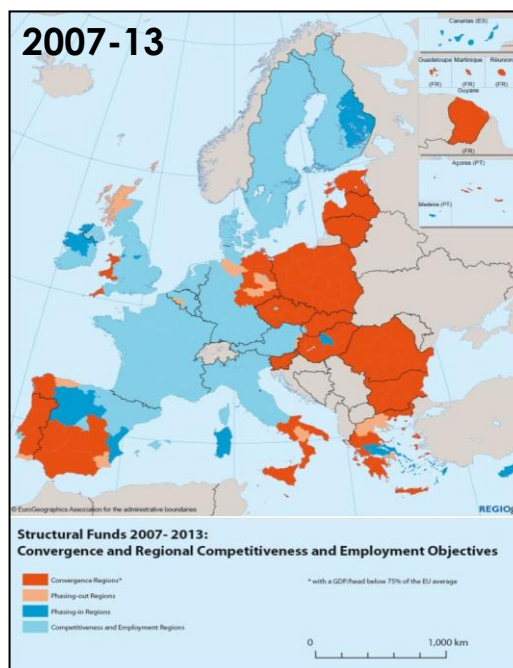 2007-13
Canarias (ES)
Guadeloupe Martinique Réunion
(FR) (FR) (FR)
Guyane
(FR)
Açores (PT)
Madeira (PT)
© EuroGeographics Association for the administrative boundaries
REGIO
Structural Funds 2007- 2013:
Convergence and Regional Competitiveness and Employment Objectives
Convergence Regions*
* with a GDP/head below 75% of the EU average
Phasing-out Regions
Phasing-in Regions
Competitiveness and Employment Regions
0 1,000 km